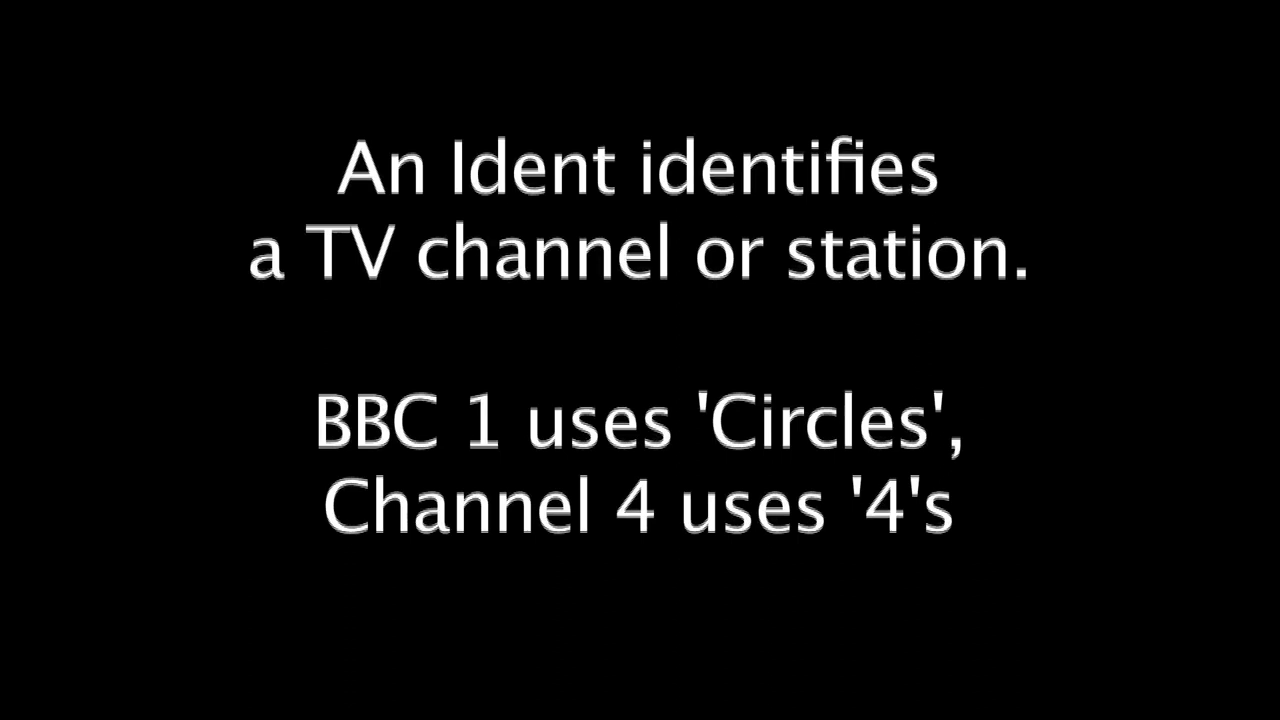 An Ident identifies
a TV channel or station.
BBC 1 uses 'Circles',
Channel 4 uses '4's